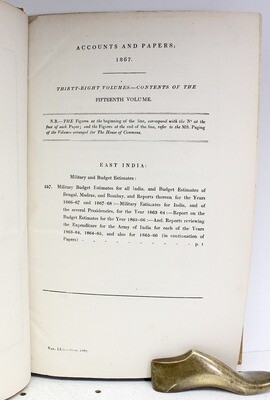 ACCOUNTS AND PAPERS;
1867.
THIRTY-EIGHT VOLUMES.—CONTENTS OF THE
FIFTEENTH VOLUME.
N.B.—THE Figures at the beginning of the line, correspond with the No at the
foot of each Paper; and the Figures at the end of the line, refer to the MS. Paging
of the Volumes arranged for The House of Commons.
EAST INDIA:
Military and Budget Estimates:
Military Budget Estimates for all India, and Budget Estimates of
Bengal, Madras, and Bombay, and Reports thereon for the Years
1866-67 and 1867-68:—Military Estimates for India, and of
the several Presidencies, for the Year 1863-64:—Report on the
Budget Estimates for the Year 1865-66:—And, Reports reviewing
the Expenditure for the Army of India for each of the Years
1863-64, 1864-65, and also for 1865-66 (in continuation of
Papers) - - - - - - - - - p. 1